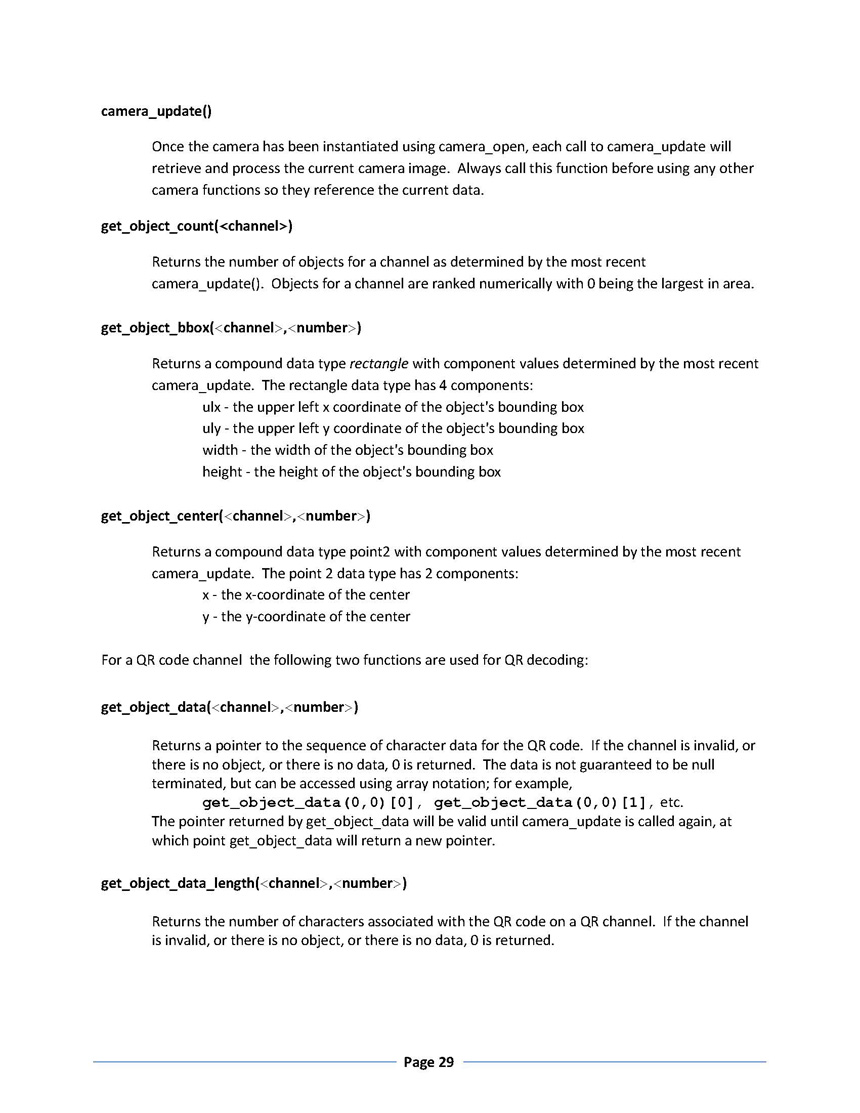 camera_update()
Once the camera has been instantiated using camera_open, each call to camera_update will
retrieve and process the current camera image.  Always call this function before using any other
camera functions so they reference the current data.
get_object_count(<channel>)
Returns the number of objects for a channel as determined by the most recent
camera_update().  Objects for a channel are ranked numerically with 0 being the largest in area.
get_object_bbox(<channel>,<number>)
Returns a compound data type rectangle with component values determined by the most recent
camera_update.  The rectangle data type has 4 components:
ulx - the upper left x coordinate of the object's bounding box
uly - the upper left y coordinate of the object's bounding box
width - the width of the object's bounding box
height - the height of the object's bounding box
get_object_center(<channel>,<number>)
Returns a compound data type point2 with component values determined by the most recent
camera_update.  The point 2 data type has 2 components:
x - the x-coordinate of the center
y - the y-coordinate of the center
For a QR code channel  the following two functions are used for QR decoding:
get_object_data(<channel>,<number>)
Returns a pointer to the sequence of character data for the QR code.  If the channel is invalid, or
there is no object, or there is no data, 0 is returned.  The data is not guaranteed to be null
terminated, but can be accessed using array notation; for example,
get_object_data(0,0)[0], get_object_data(0,0)[1], etc.
The pointer returned by get_object_data will be valid until camera_update is called again, at
which point get_object_data will return a new pointer.
get_object_data_length(<channel>,<number>)
Returns the number of characters associated with the QR code on a QR channel.  If the channel
is invalid, or there is no object, or there is no data, 0 is returned.
Page 29